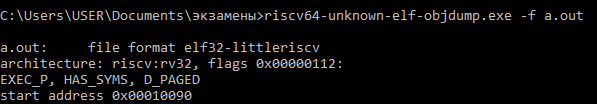 C:\Users\USER\Documents\экзамены>riscv64-unknown-elf-objdump.exe -f a.out
a.out:     file format elf32-littleriscv
architecture: riscv:rv32, flags 0x00000112:
EXEC_P, HAS_SYMS, D_PAGED
start address 0x00010090